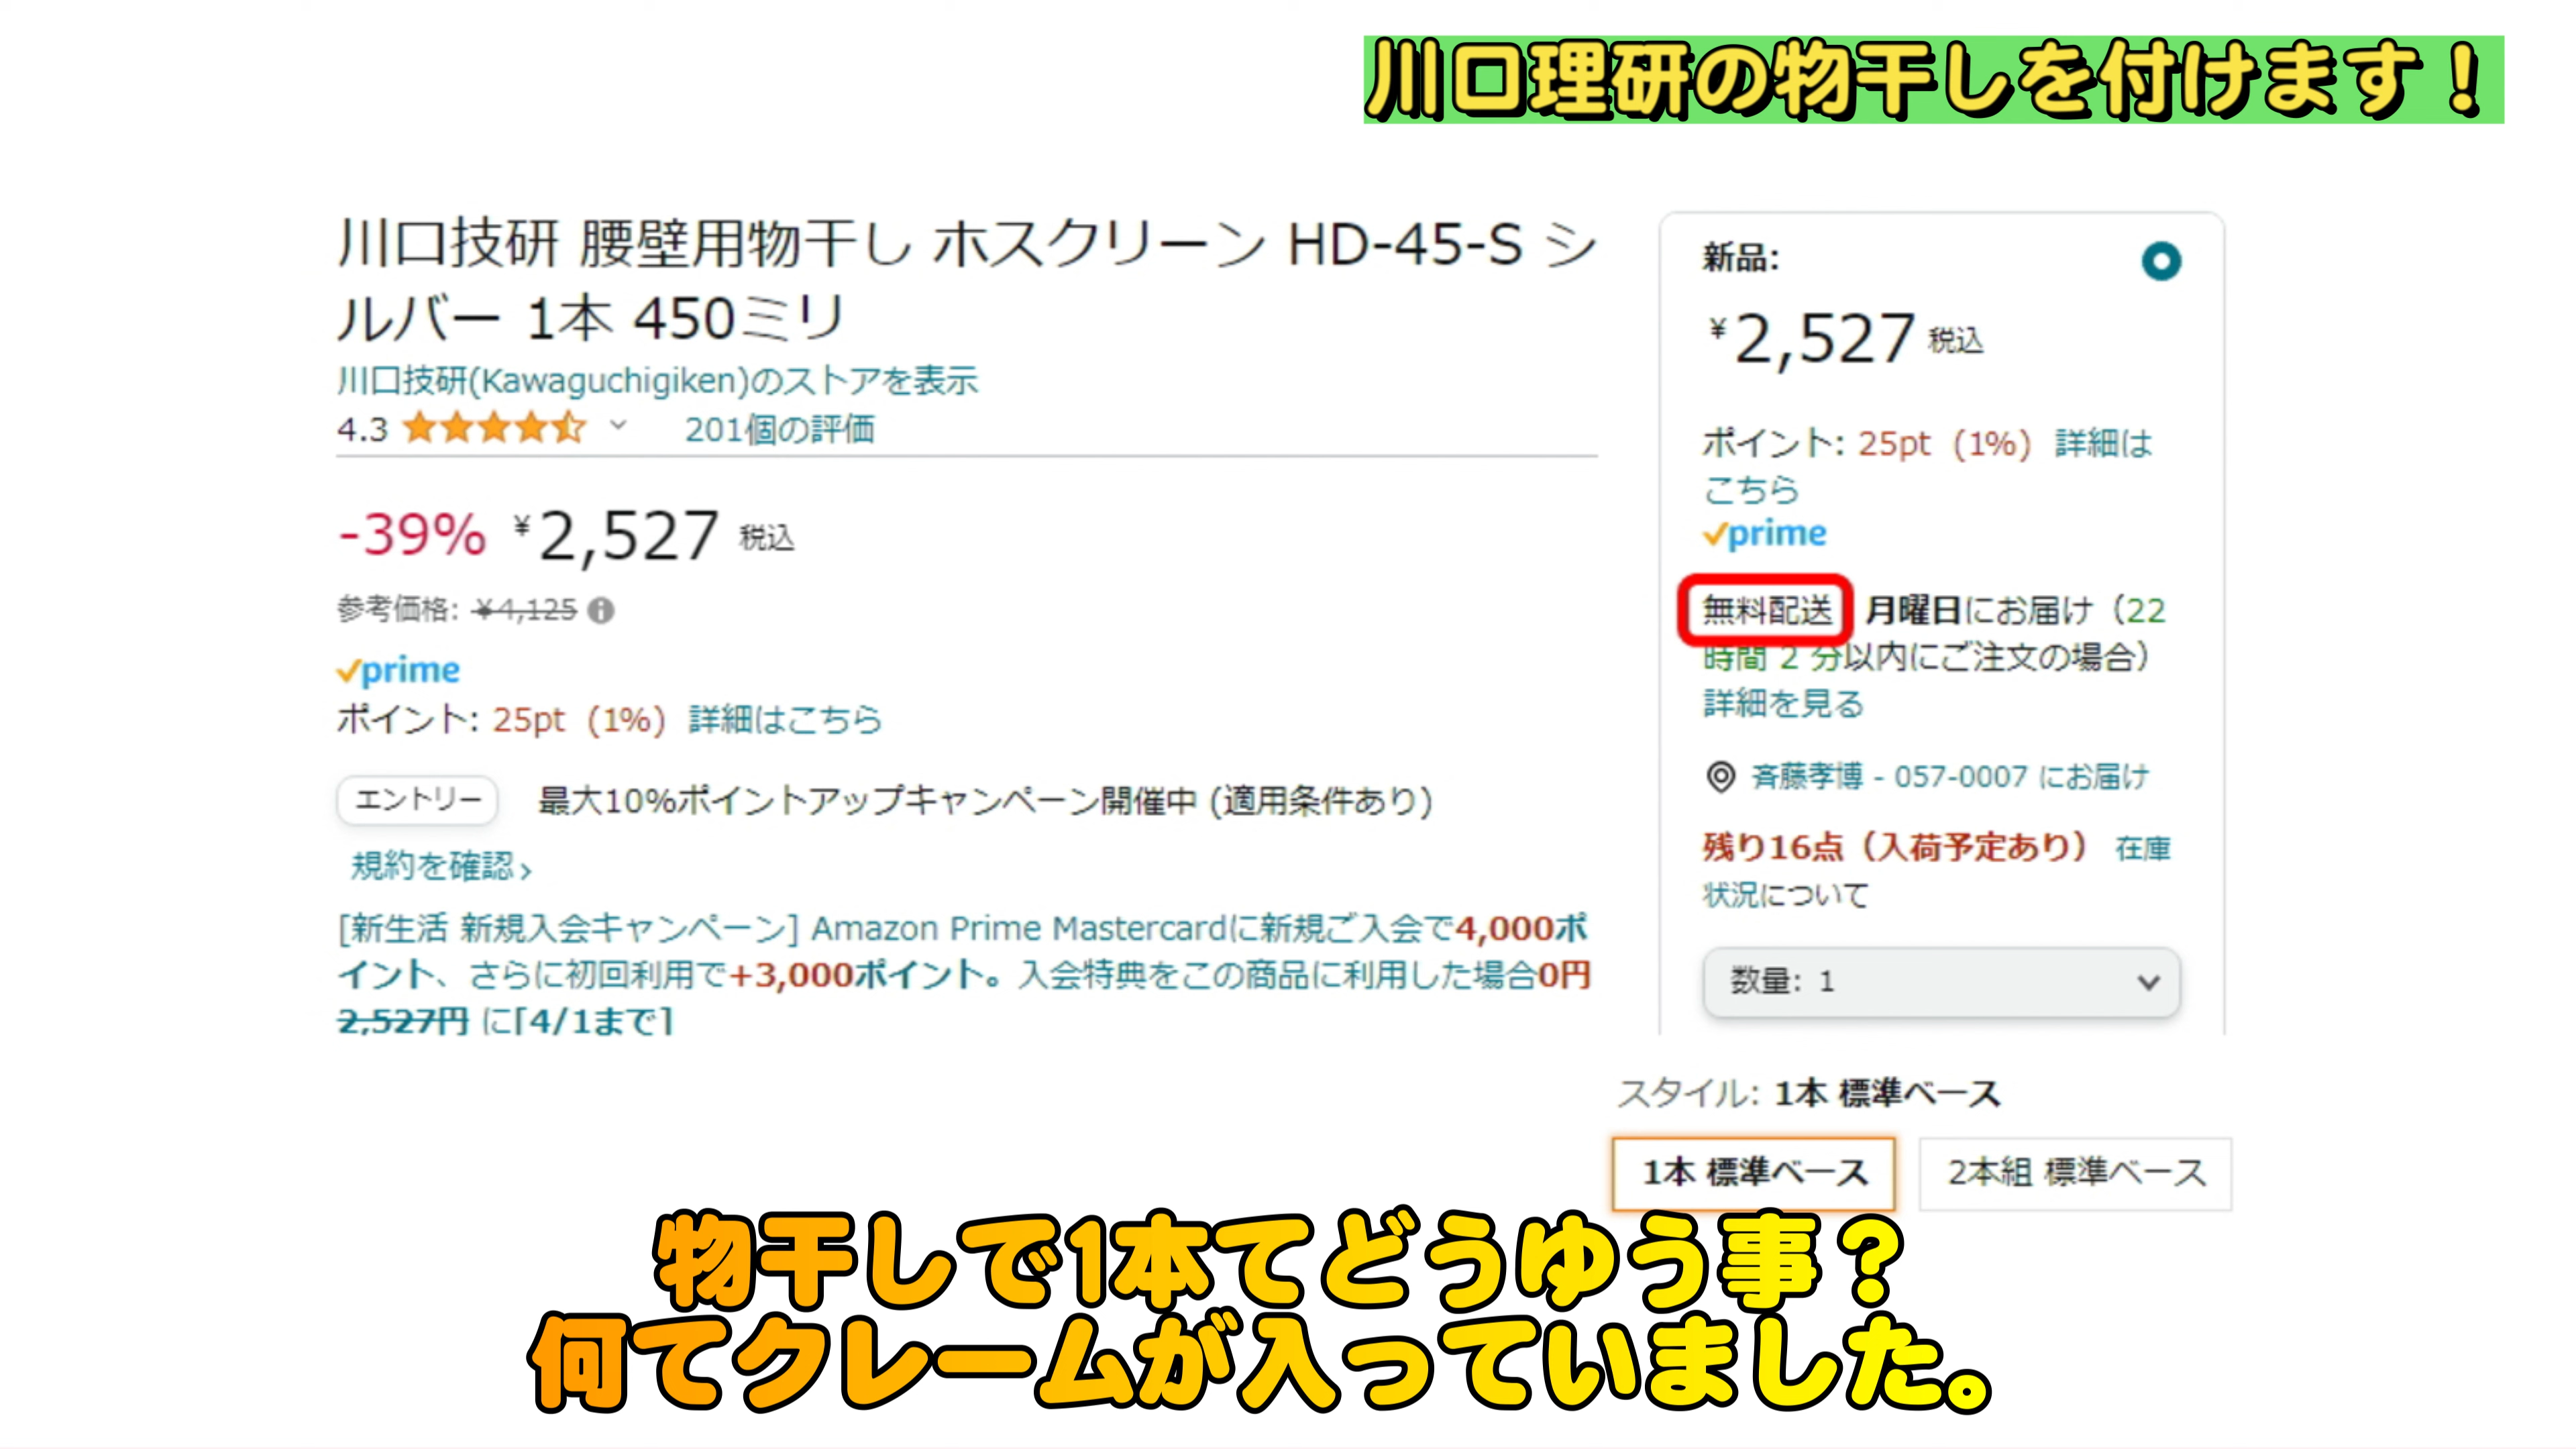 川口理研の物干しを付けます！
川口技研 腰壁用物干し ホスクリーン HD-45-S シ
ルバー 1本 450ミリ
川口技研(Kawaguchigiken)のストアを表示
4.3 201個の評価
-39% ¥2,527 税込
参考価格: ¥4,125
prime
ポイント: 25pt (1%) 詳細はこちら
エントリー 最大10%ポイントアップキャンペーン開催中 (適用条件あり)
規約を確認 ›
[新生活 新規入会キャンペーン] Amazon Prime Mastercardに新規ご入会で4,000ポ
イント、さらに初回利用で+3,000ポイント。入会特典をこの商品に利用した場合0円
2,527円 に[4/1まで]
新品:
¥2,527 税込
ポイント: 25pt (1%) 詳細は
こちら
prime
無料配送 月曜日にお届け（22
時間 2 分以内にご注文の場合）
詳細を見る
斉藤孝博 - 057-0007 にお届け
残り16点（入荷予定あり） 在庫
状況について
数量: 1
スタイル: 1本 標準ベース
1本 標準ベース 2本組 標準ベース
物干しで1本てどうゆう事？
何てクレームが入っていました。